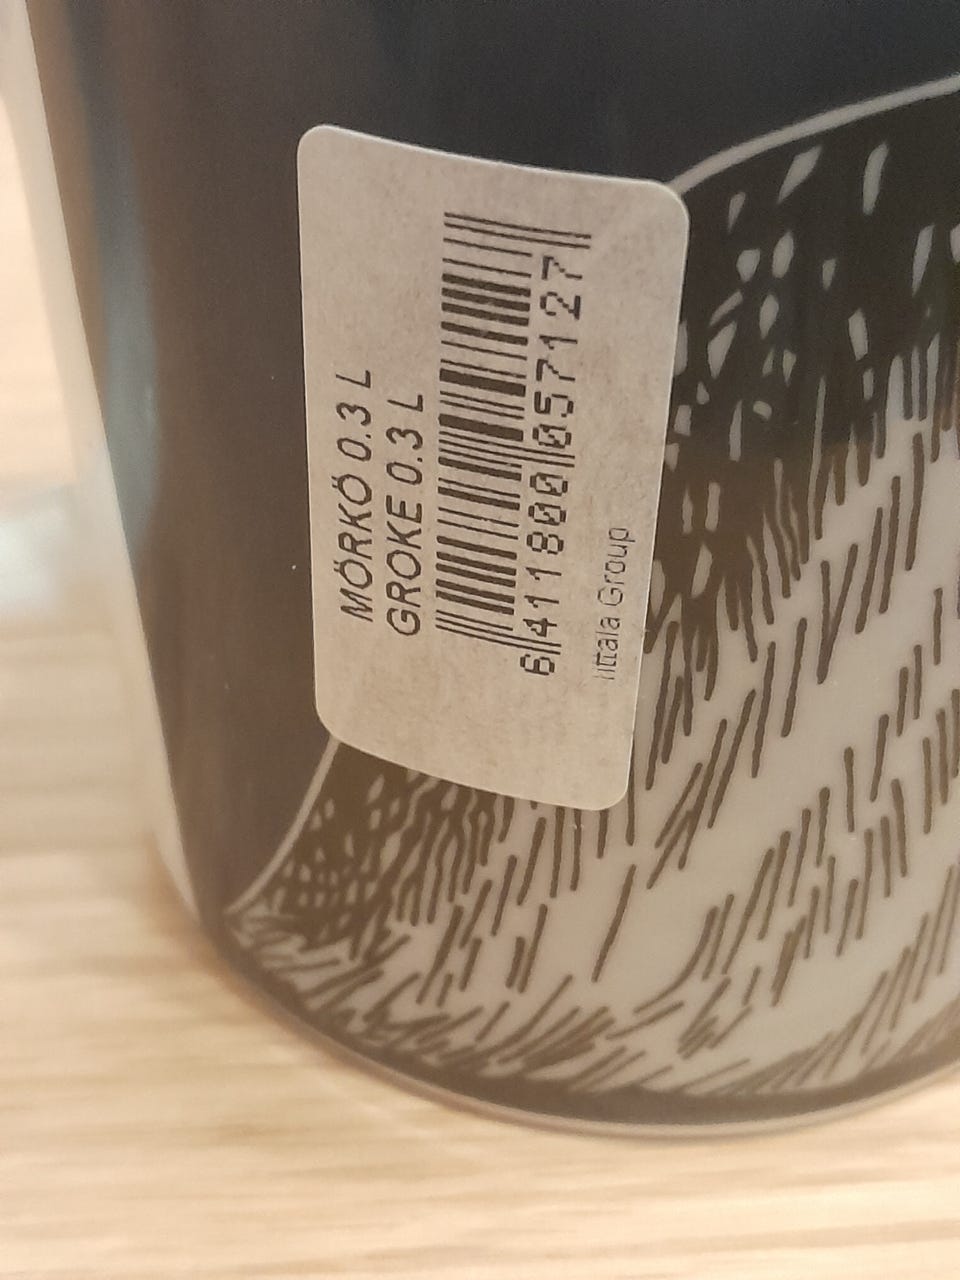 MÖRKÖ 0.3 L
GROKE 0.3 L
6 411800 057127
iittala Group